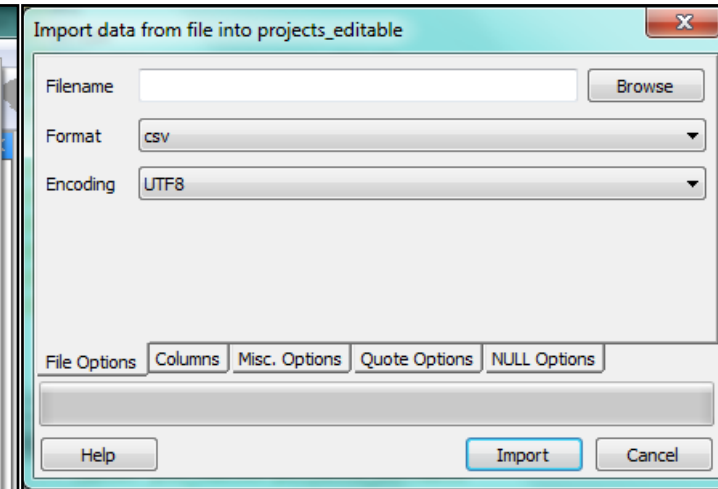 Import data from file into projects_editable
Filename Browse
Format csv
Encoding UTF8
File Options Columns Misc. Options Quote Options NULL Options
Help Import Cancel